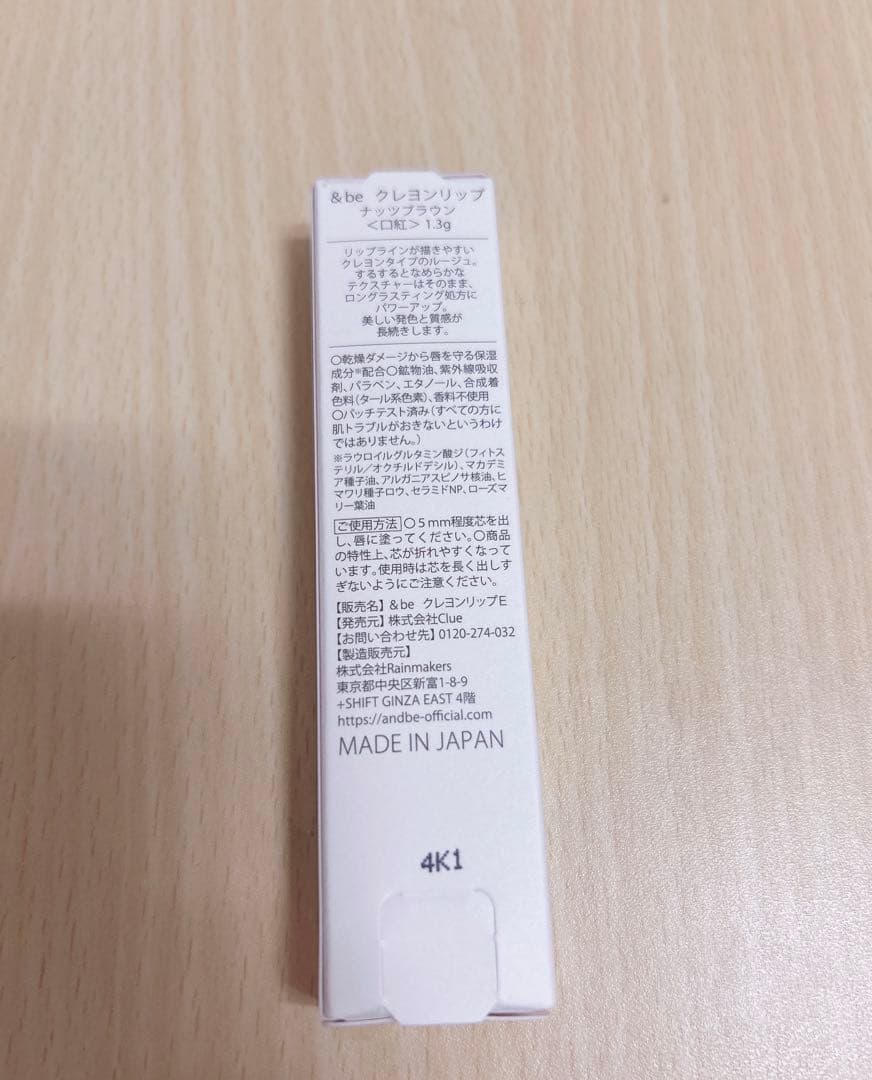 &be クレヨンリップ
ナッツブラウン
＜口紅＞1.3g
リップラインが描きやすい
クレヨンタイプのルージュ。
するするとなめらかな
テクスチャーはそのまま、
ロングラスティング処方に
パワーアップ。
美しい発色と質感が
長続きします。
〇乾燥ダメージから唇を守る保湿
成分※配合〇鉱物油、紫外線吸収
剤、パラベン、エタノール、合成着
色料（タール系色素）、香料不使用
〇パッチテスト済み（すべての方に
肌トラブルがおきないというわけ
ではありません。）
※ラウロイルグルタミン酸ジ（フィトス
テリル／オクチルドデシル）、マカデミ
ア種子油、アルガニアスピノサ核油、ヒ
マワリ種子ロウ、セラミドNP、ローズマ
リー葉油
ご使用方法 〇5mm程度芯を出
し、唇に塗ってください。〇商品
の特性上、芯が折れやすくなって
います。使用時は芯を長く出しす
ぎないようにご注意ください。
【販売名】&be クレヨンリップE
【発売元】株式会社Clue
【お問い合わせ先】0120-274-032
【製造販売元】
株式会社Rainmakers
東京都中央区新富1-8-9
+SHIFT GINZA EAST 4階
https://andbe-official.com
MADE IN JAPAN
4K1